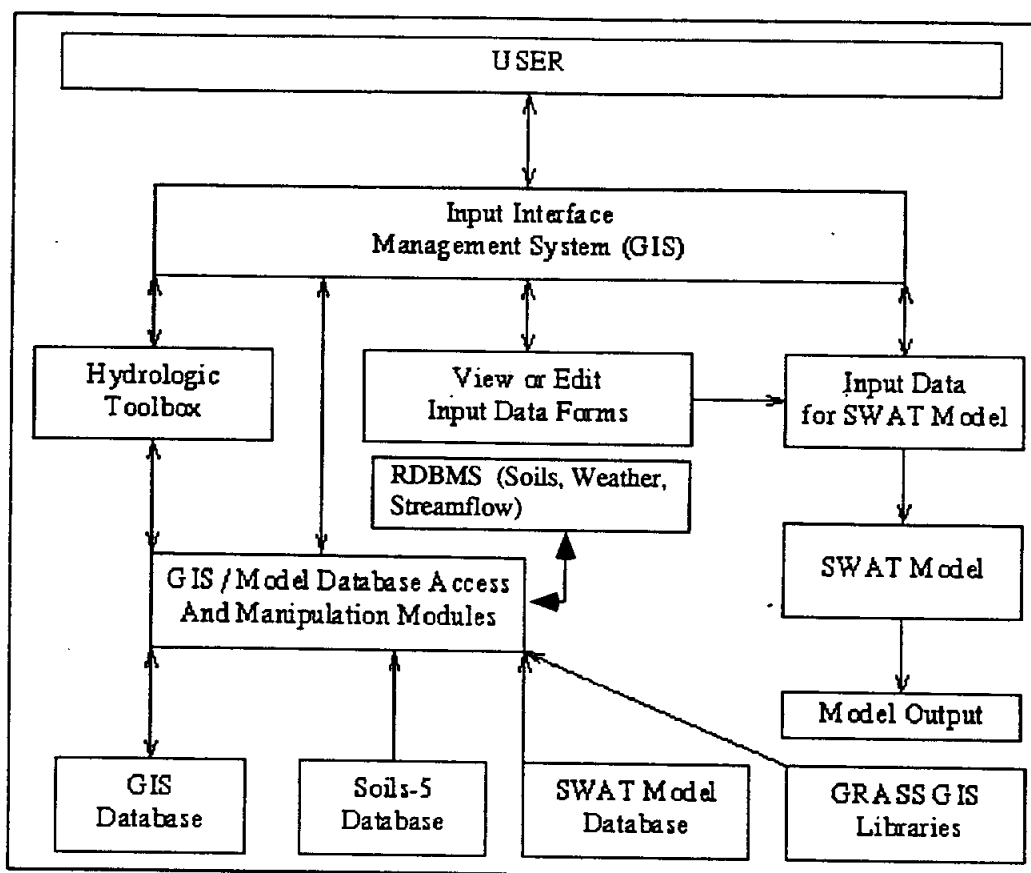 USER
Input Interface
Management System (GIS)
Hydrologic
Toolbox
View or Edit
Input Data Forms
Input Data
for SWAT Model
RDBMS (Soils, Weather,
Streamflow)
GIS / Model Database Access
And Manipulation Modules
SWAT Model
Model Output
GIS
Database
Soils-5
Database
SWAT Model
Database
GRASS GIS
Libraries